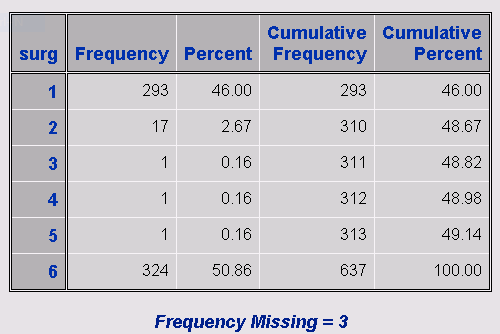 Cumulative Cumulative
surg Frequency Percent Frequency Percent
1 293 46.00 293 46.00
2 17 2.67 310 48.67
3 1 0.16 311 48.82
4 1 0.16 312 48.98
5 1 0.16 313 49.14
6 324 50.86 637 100.00
Frequency Missing = 3